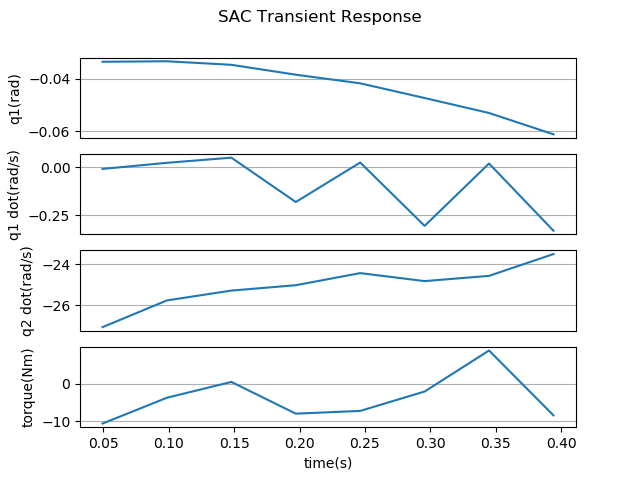 SAC Transient Response
q1(rad)
−0.04
−0.06
q1 dot(rad/s)
0.00
−0.25
q2 dot(rad/s)
−24
−26
torque(Nm)
0
−10
0.05 0.10 0.15 0.20 0.25 0.30 0.35 0.40
time(s)